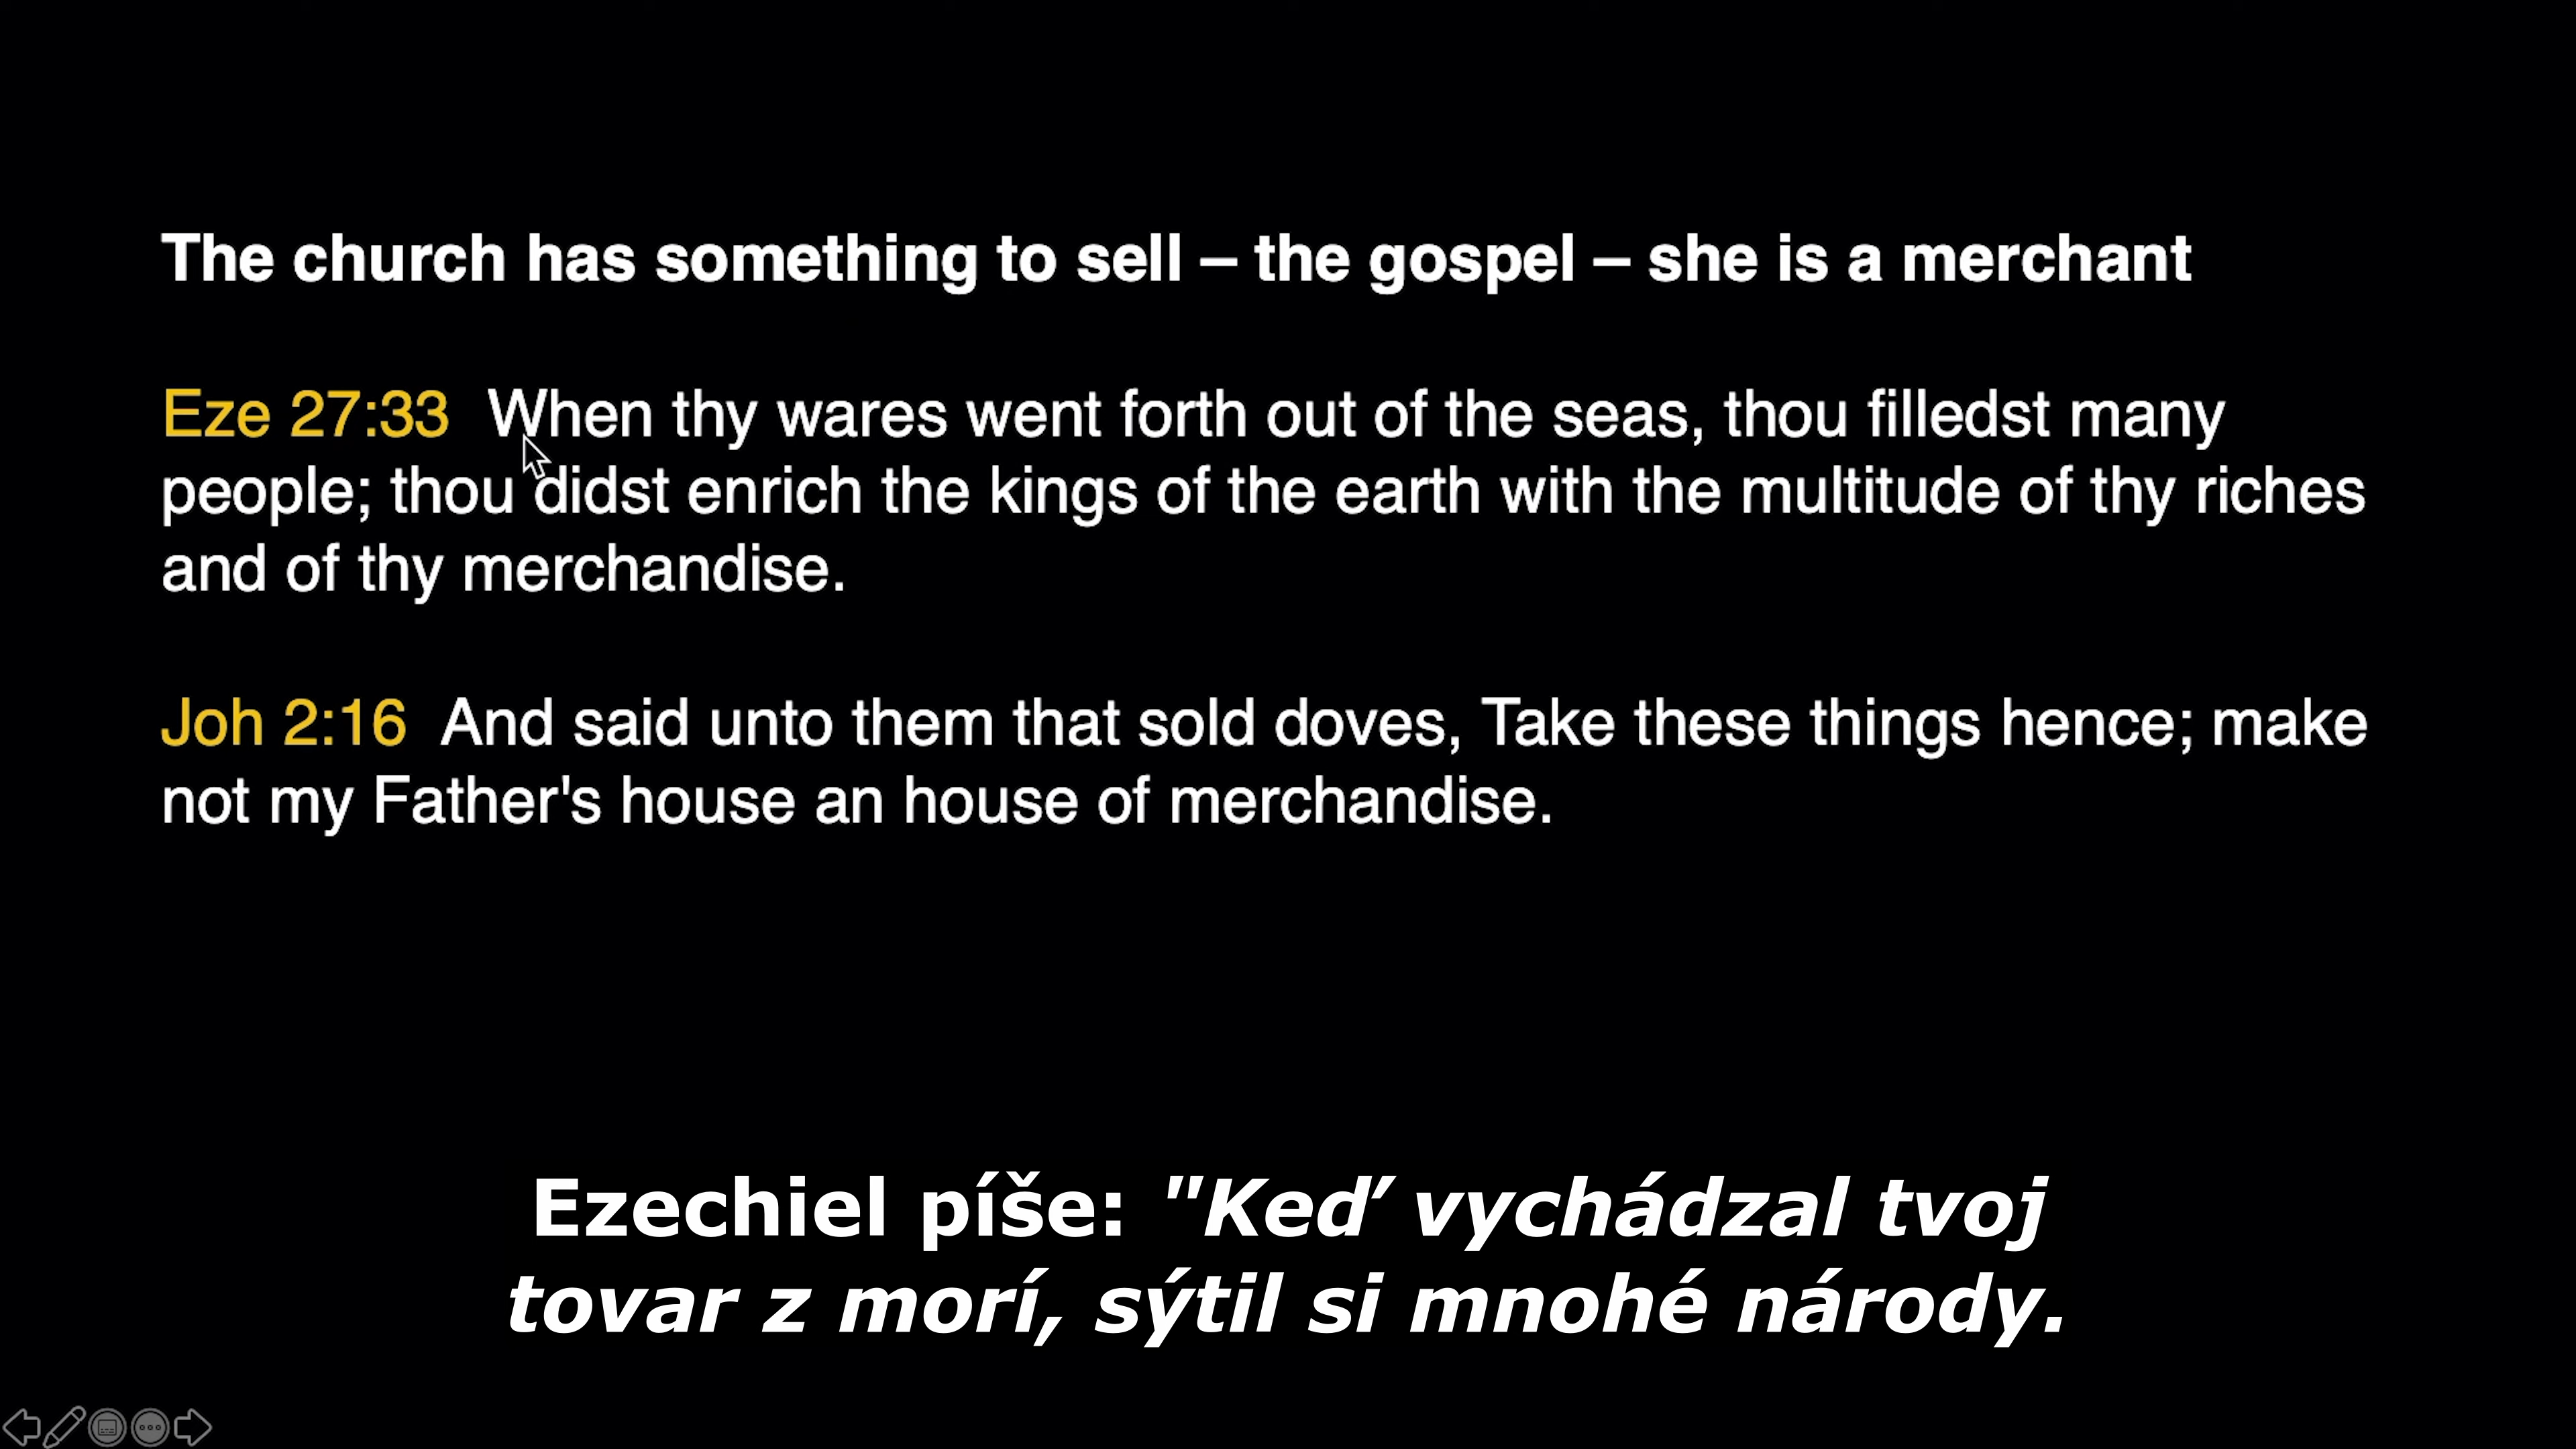 The church has something to sell – the gospel – she is a merchant
Eze 27:33 When thy wares went forth out of the seas, thou filledst many
people; thou didst enrich the kings of the earth with the multitude of thy riches
and of thy merchandise.
Joh 2:16 And said unto them that sold doves, Take these things hence; make
not my Father's house an house of merchandise.
Ezechiel píše: "Keď vychádzal tvoj
tovar z morí, sýtil si mnohé národy.